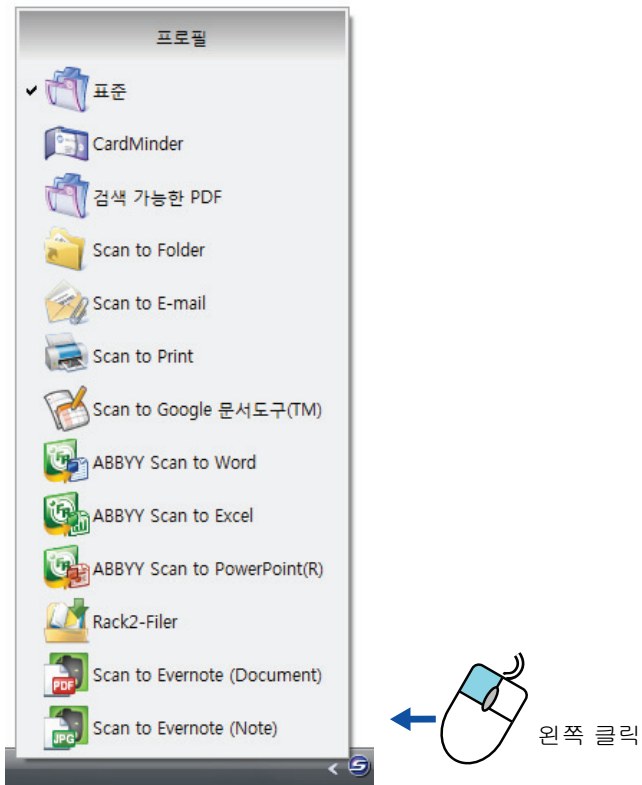 프로필
표준
CardMinder
검색 가능한 PDF
Scan to Folder
Scan to E-mail
Scan to Print
Scan to Google 문서도구(TM)
ABBYY Scan to Word
ABBYY Scan to Excel
ABBYY Scan to PowerPoint(R)
Rack2-Filer
PDF
Scan to Evernote (Document)
JPG
Scan to Evernote (Note)
왼쪽 클릭